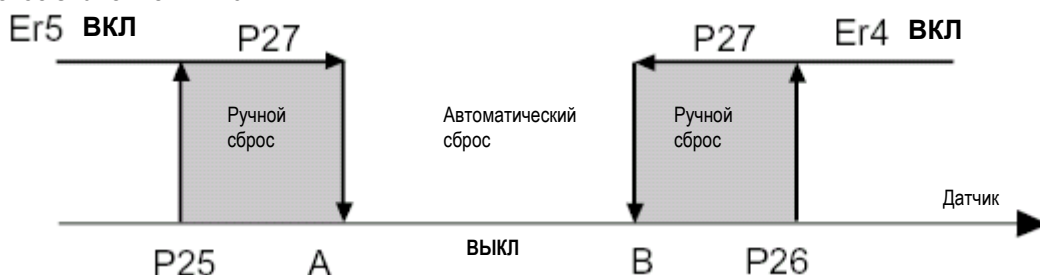 Er5 ВКЛ
P27
P27
Er4 ВКЛ
Ручной
сброс
Автоматический
сброс
Ручной
сброс
Датчик
P25
A
ВЫКЛ
B
P26